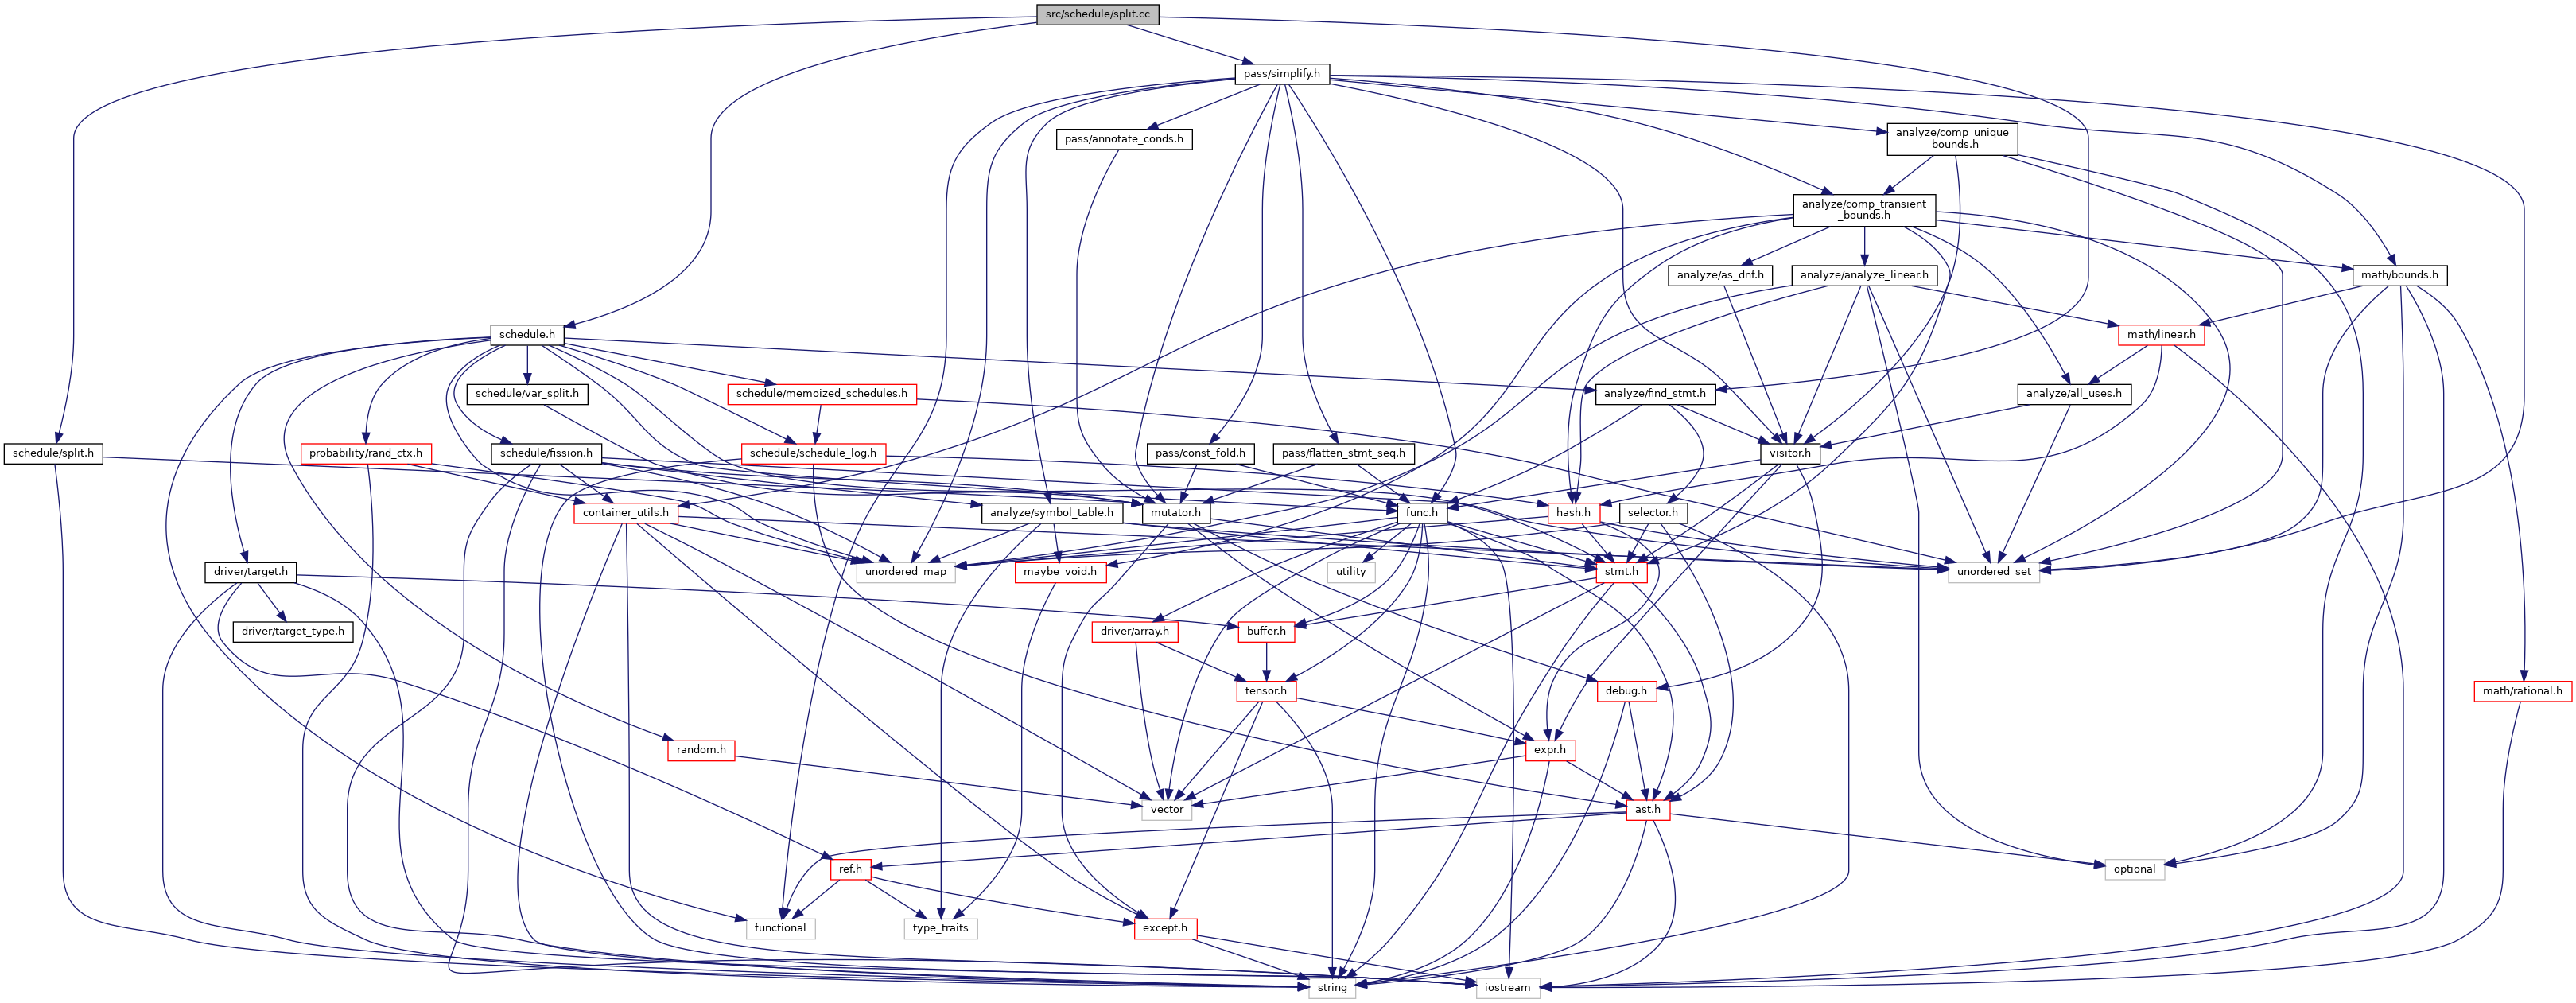 src/schedule/split.cc
pass/simplify.h
pass/annotate_conds.h
analyze/comp_unique
_bounds.h
analyze/comp_transient
_bounds.h
analyze/as_dnf.h
analyze/analyze_linear.h
math/bounds.h
schedule.h
math/linear.h
schedule/var_split.h
schedule/memoized_schedules.h
analyze/find_stmt.h
analyze/all_uses.h
schedule/split.h
probability/rand_ctx.h
schedule/fission.h
schedule/schedule_log.h
pass/const_fold.h
pass/flatten_stmt_seq.h
visitor.h
container_utils.h
analyze/symbol_table.h
mutator.h
func.h
hash.h
selector.h
driver/target.h
unordered_map
maybe_void.h
utility
stmt.h
unordered_set
driver/target_type.h
driver/array.h
buffer.h
tensor.h
debug.h
math/rational.h
random.h
expr.h
vector
ast.h
ref.h
optional
functional
type_traits
except.h
string
iostream